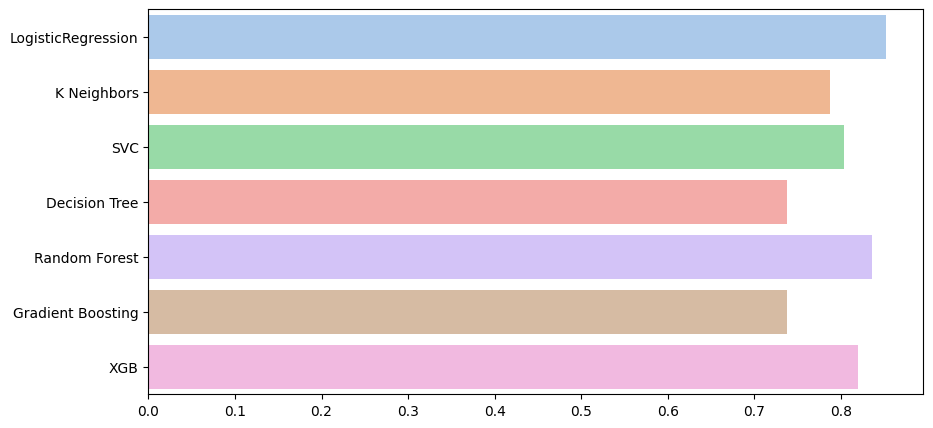 LogisticRegression
K Neighbors
SVC
Decision Tree
Random Forest
Gradient Boosting
XGB
0.0 0.1 0.2 0.3 0.4 0.5 0.6 0.7 0.8